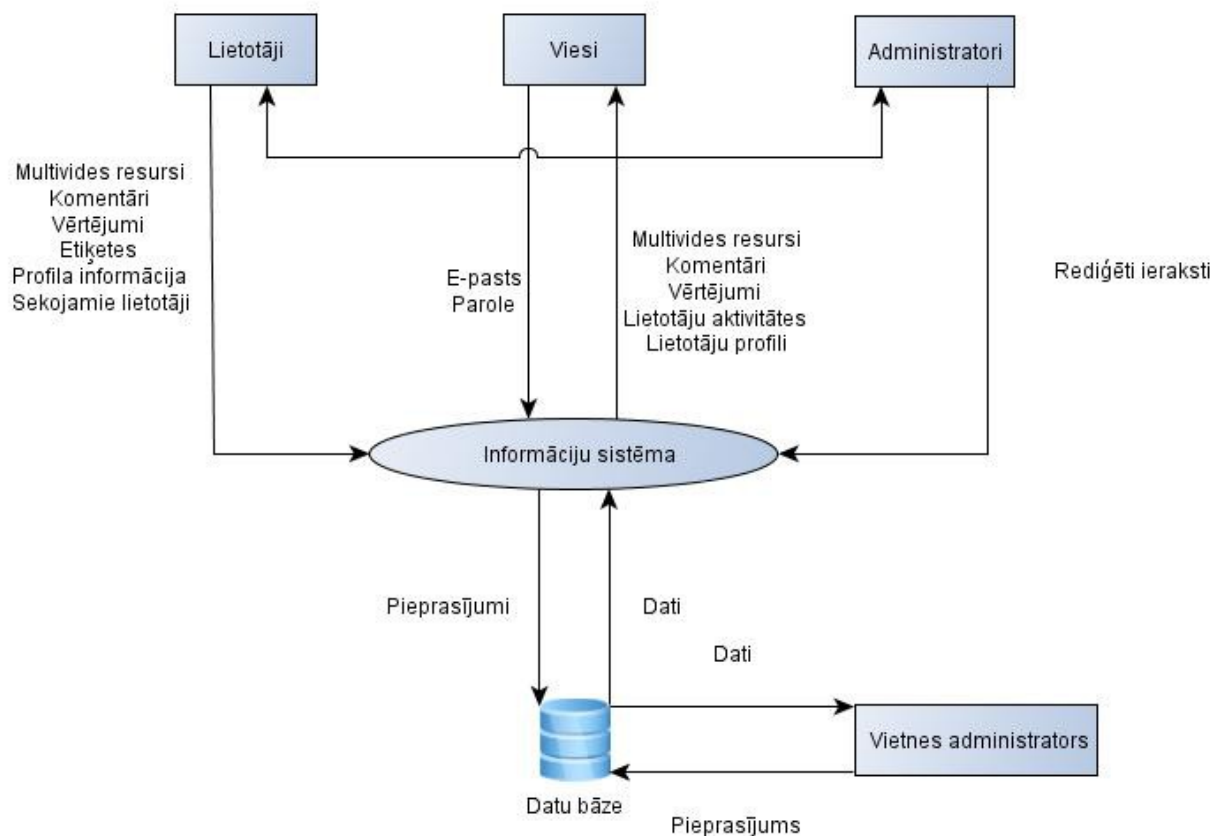 Lietotāji
Viesi
Administratori
Multivides resursi
Komentāri
Vērtējumi
Etiķetes
Profila informācija
Sekojamie lietotāji
E-pasts
Parole
Multivides resursi
Komentāri
Vērtējumi
Lietotāju aktivitātes
Lietotāju profili
Rediģēti ieraksti
Informāciju sistēma
Pieprasījumi
Dati
Dati
Vietnes administrators
Datu bāze
Pieprasījums